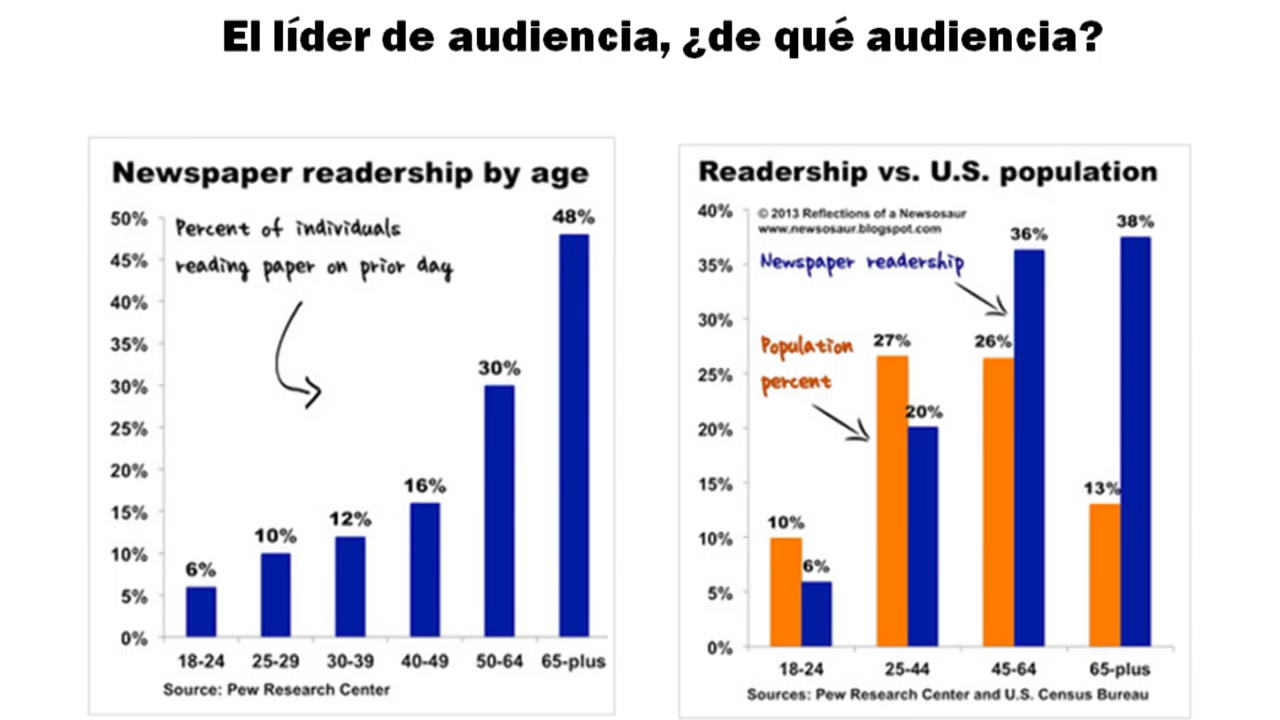 El líder de audiencia, ¿de qué audiencia?
Newspaper readership by age
Percent of individuals
reading paper on prior day
50%
45%
40%
35%
30%
25%
20%
15%
10%
5%
0%
6%
10%
12%
16%
30%
48%
18-24 25-29 30-39 40-49 50-64 65-plus
Source: Pew Research Center
Readership vs. U.S. population
© 2013 Reflections of a Newsosaur
www.newsosaur.blogspot.com
Newspaper readership
Population
percent
40%
35%
30%
25%
20%
15%
10%
5%
0%
10%
6%
27%
20%
26%
36%
13%
38%
18-24 25-44 45-64 65-plus
Sources: Pew Research Center and U.S. Census Bureau